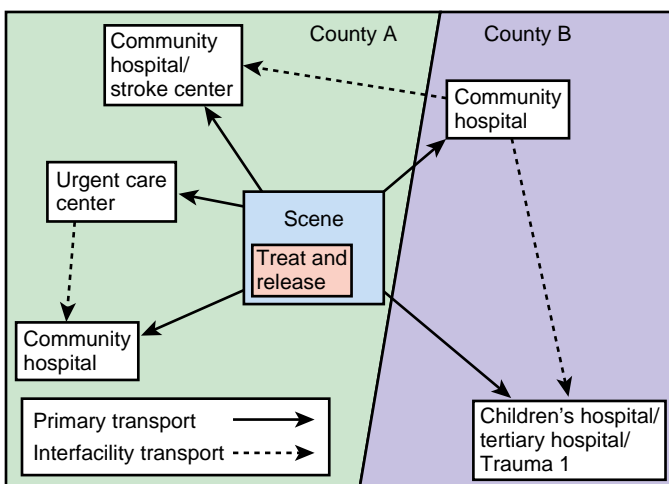 County A
County B
Community
hospital/
stroke center
Community
hospital
Urgent care
center
Scene
Treat and
release
Community
hospital
Primary transport
Interfacility transport
Children's hospital/
tertiary hospital/
Trauma 1